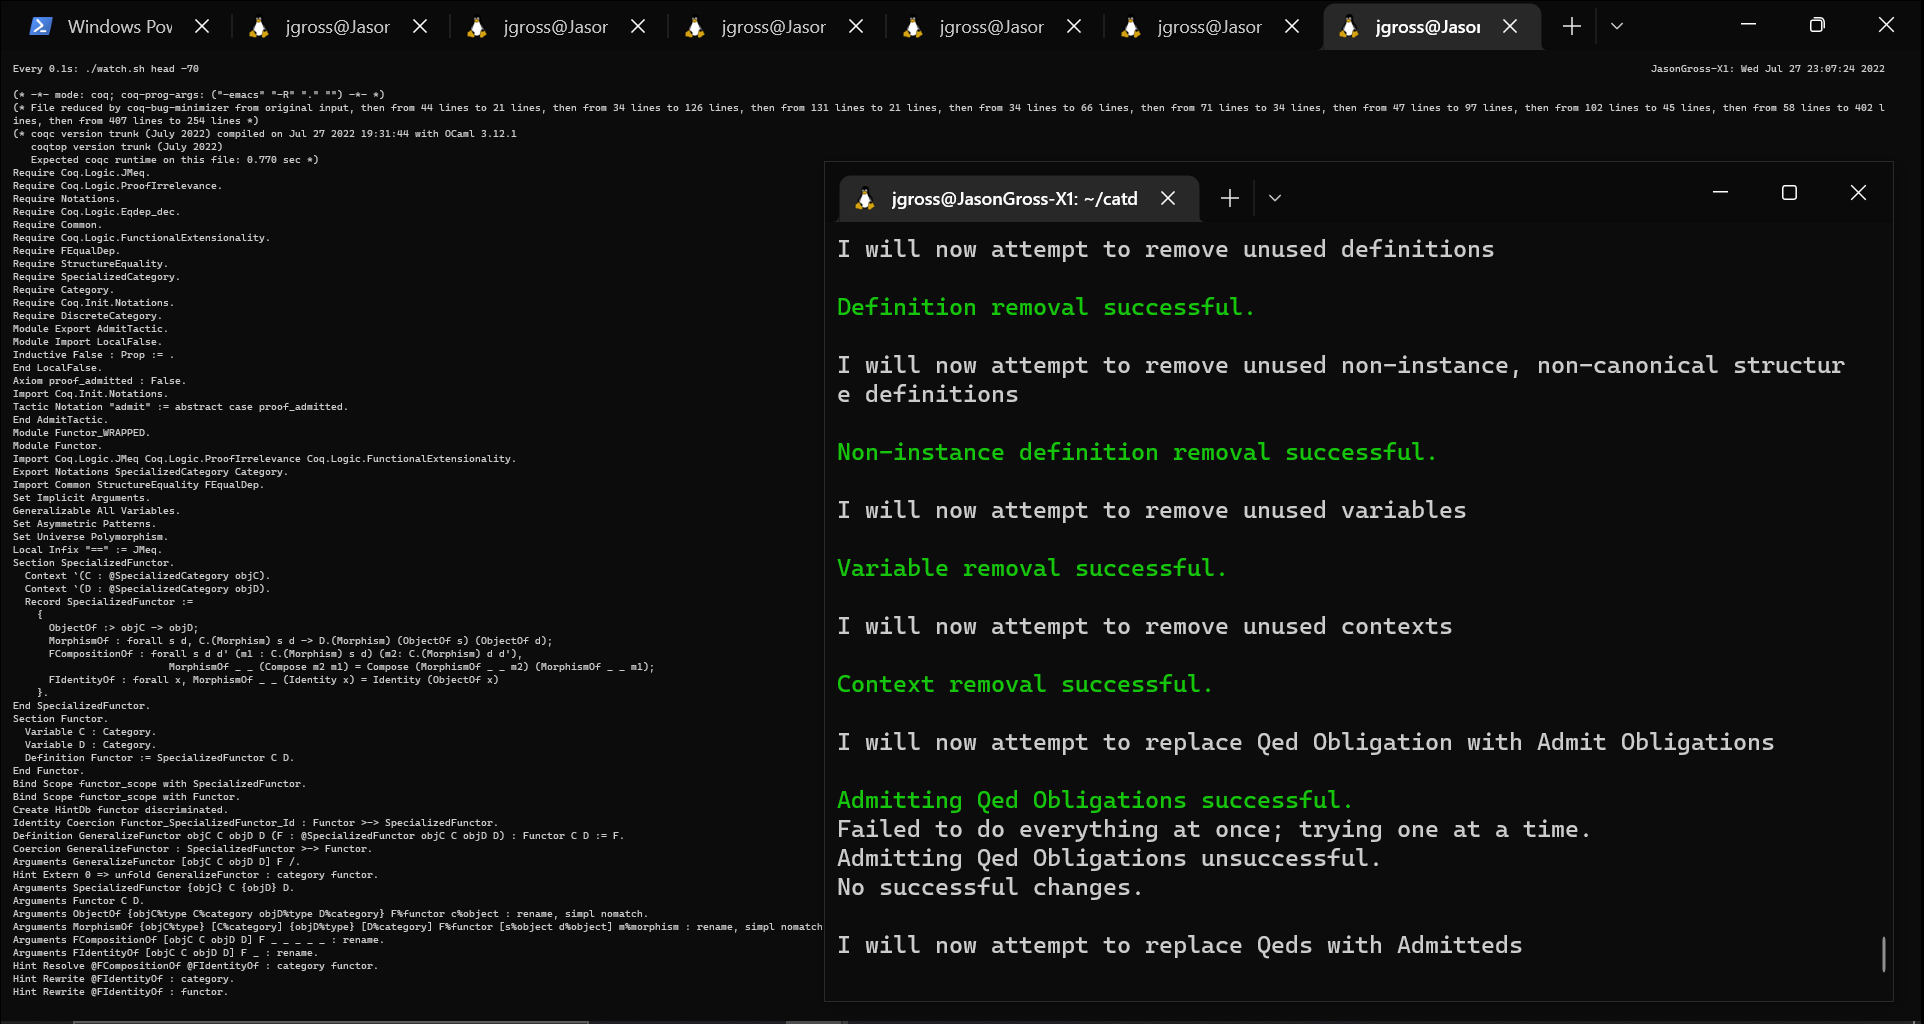 Windows Pov
jgross@Jasor
jgross@Jasor
jgross@Jasor
jgross@Jasor
jgross@Jasor
jgross@Jasor
Every 0.1s: ./watch.sh head -70
JasonGross-X1: Wed Jul 27 23:07:24 2022
(* -*- mode: coq; coq-prog-args: ("-emacs" "-R" "." "") -*- *)
(* File reduced by coq-bug-minimizer from original input, then from 44 lines to 21 lines, then from 34 lines to 126 lines, then from 131 lines to 21 lines, then from 34 lines to 66 lines, then from 71 lines to 34 lines, then from 47 lines to 97 lines, then from 102 lines to 45 lines, then from 58 lines to 402 l
ines, then from 407 lines to 254 lines *)
(* coqc version trunk (July 2022) compiled on Jul 27 2022 19:31:44 with OCaml 3.12.1
   coqtop version trunk (July 2022)
   Expected coqc runtime on this file: 0.770 sec *)
Require Coq.Logic.JMeq.
Require Coq.Logic.ProofIrrelevance.
Require Notations.
Require Coq.Logic.Eqdep_dec.
Require Common.
Require Coq.Logic.FunctionalExtensionality.
Require FEqualDep.
Require StructureEquality.
Require SpecializedCategory.
Require Category.
Require Coq.Init.Notations.
Require DiscreteCategory.
Module Export AdmitTactic.
Module Import LocalFalse.
Inductive False : Prop := .
End LocalFalse.
Axiom proof_admitted : False.
Import Coq.Init.Notations.
Tactic Notation "admit" := abstract case proof_admitted.
End AdmitTactic.
Module Functor_WRAPPED.
Module Functor.
Import Coq.Logic.JMeq Coq.Logic.ProofIrrelevance Coq.Logic.FunctionalExtensionality.
Export Notations SpecializedCategory Category.
Import Common StructureEquality FEqualDep.
Set Implicit Arguments.
Generalizable All Variables.
Set Asymmetric Patterns.
Set Universe Polymorphism.
Local Infix "==" := JMeq.
Section SpecializedFunctor.
  Context `(C : @SpecializedCategory objC).
  Context `(D : @SpecializedCategory objD).
  Record SpecializedFunctor :=
    {
      ObjectOf :> objC -> objD;
      MorphismOf : forall s d, C.(Morphism) s d -> D.(Morphism) (ObjectOf s) (ObjectOf d);
      FCompositionOf : forall s d d' (m1 : C.(Morphism) s d) (m2: C.(Morphism) d d'),
                          MorphismOf _ _ (Compose m2 m1) = Compose (MorphismOf _ _ m2) (MorphismOf _ _ m1);
      FIdentityOf : forall x, MorphismOf _ _ (Identity x) = Identity (ObjectOf x)
    }.
End SpecializedFunctor.
Section Functor.
  Variable C : Category.
  Variable D : Category.
  Definition Functor := SpecializedFunctor C D.
End Functor.
Bind Scope functor_scope with SpecializedFunctor.
Bind Scope functor_scope with Functor.
Create HintDb functor discriminated.
Identity Coercion Functor_SpecializedFunctor_Id : Functor >-> SpecializedFunctor.
Definition GeneralizeFunctor objC C objD D (F : @SpecializedFunctor objC C objD D) : Functor C D := F.
Coercion GeneralizeFunctor : SpecializedFunctor >-> Functor.
Arguments GeneralizeFunctor [objC C objD D] F /.
Hint Extern 0 => unfold GeneralizeFunctor : category functor.
Arguments SpecializedFunctor {objC} C {objD} D.
Arguments Functor C D.
Arguments ObjectOf {objC%type C%category objD%type D%category} F%functor c%object : rename, simpl nomatch.
Arguments MorphismOf {objC%type} [C%category] {objD%type} [D%category] F%functor [s%object d%object] m%morphism : rename, simpl nomatch
Arguments FCompositionOf [objC C objD D] F _ _ _ _ _ : rename.
Arguments FIdentityOf [objC C objD D] F _ : rename.
Hint Resolve @FCompositionOf @FIdentityOf : category functor.
Hint Rewrite @FIdentityOf : category.
Hint Rewrite @FIdentityOf : functor.
jgross@JasonGross-X1: ~/catd
I will now attempt to remove unused definitions
Definition removal successful.
I will now attempt to remove unused non-instance, non-canonical structur
e definitions
Non-instance definition removal successful.
I will now attempt to remove unused variables
Variable removal successful.
I will now attempt to remove unused contexts
Context removal successful.
I will now attempt to replace Qed Obligation with Admit Obligations
Admitting Qed Obligations successful.
Failed to do everything at once; trying one at a time.
Admitting Qed Obligations unsuccessful.
No successful changes.
I will now attempt to replace Qeds with Admitteds